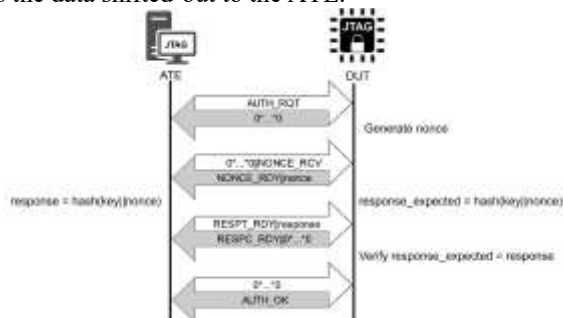 the data shifted out to the ATE.
JTAG
JTAG
ATE
DUT
AUTH_RQT
0*...*0
Generate nonce
0*...*0|NONCE_RCV
NONCE_RDY|nonce
response = hash(key||nonce)
response_expected = hash(key||nonce)
RESPT_RDY|response
RESPC_RDY|0*...*0
Verify response_expected = response
0*...*0
AUTH_OK